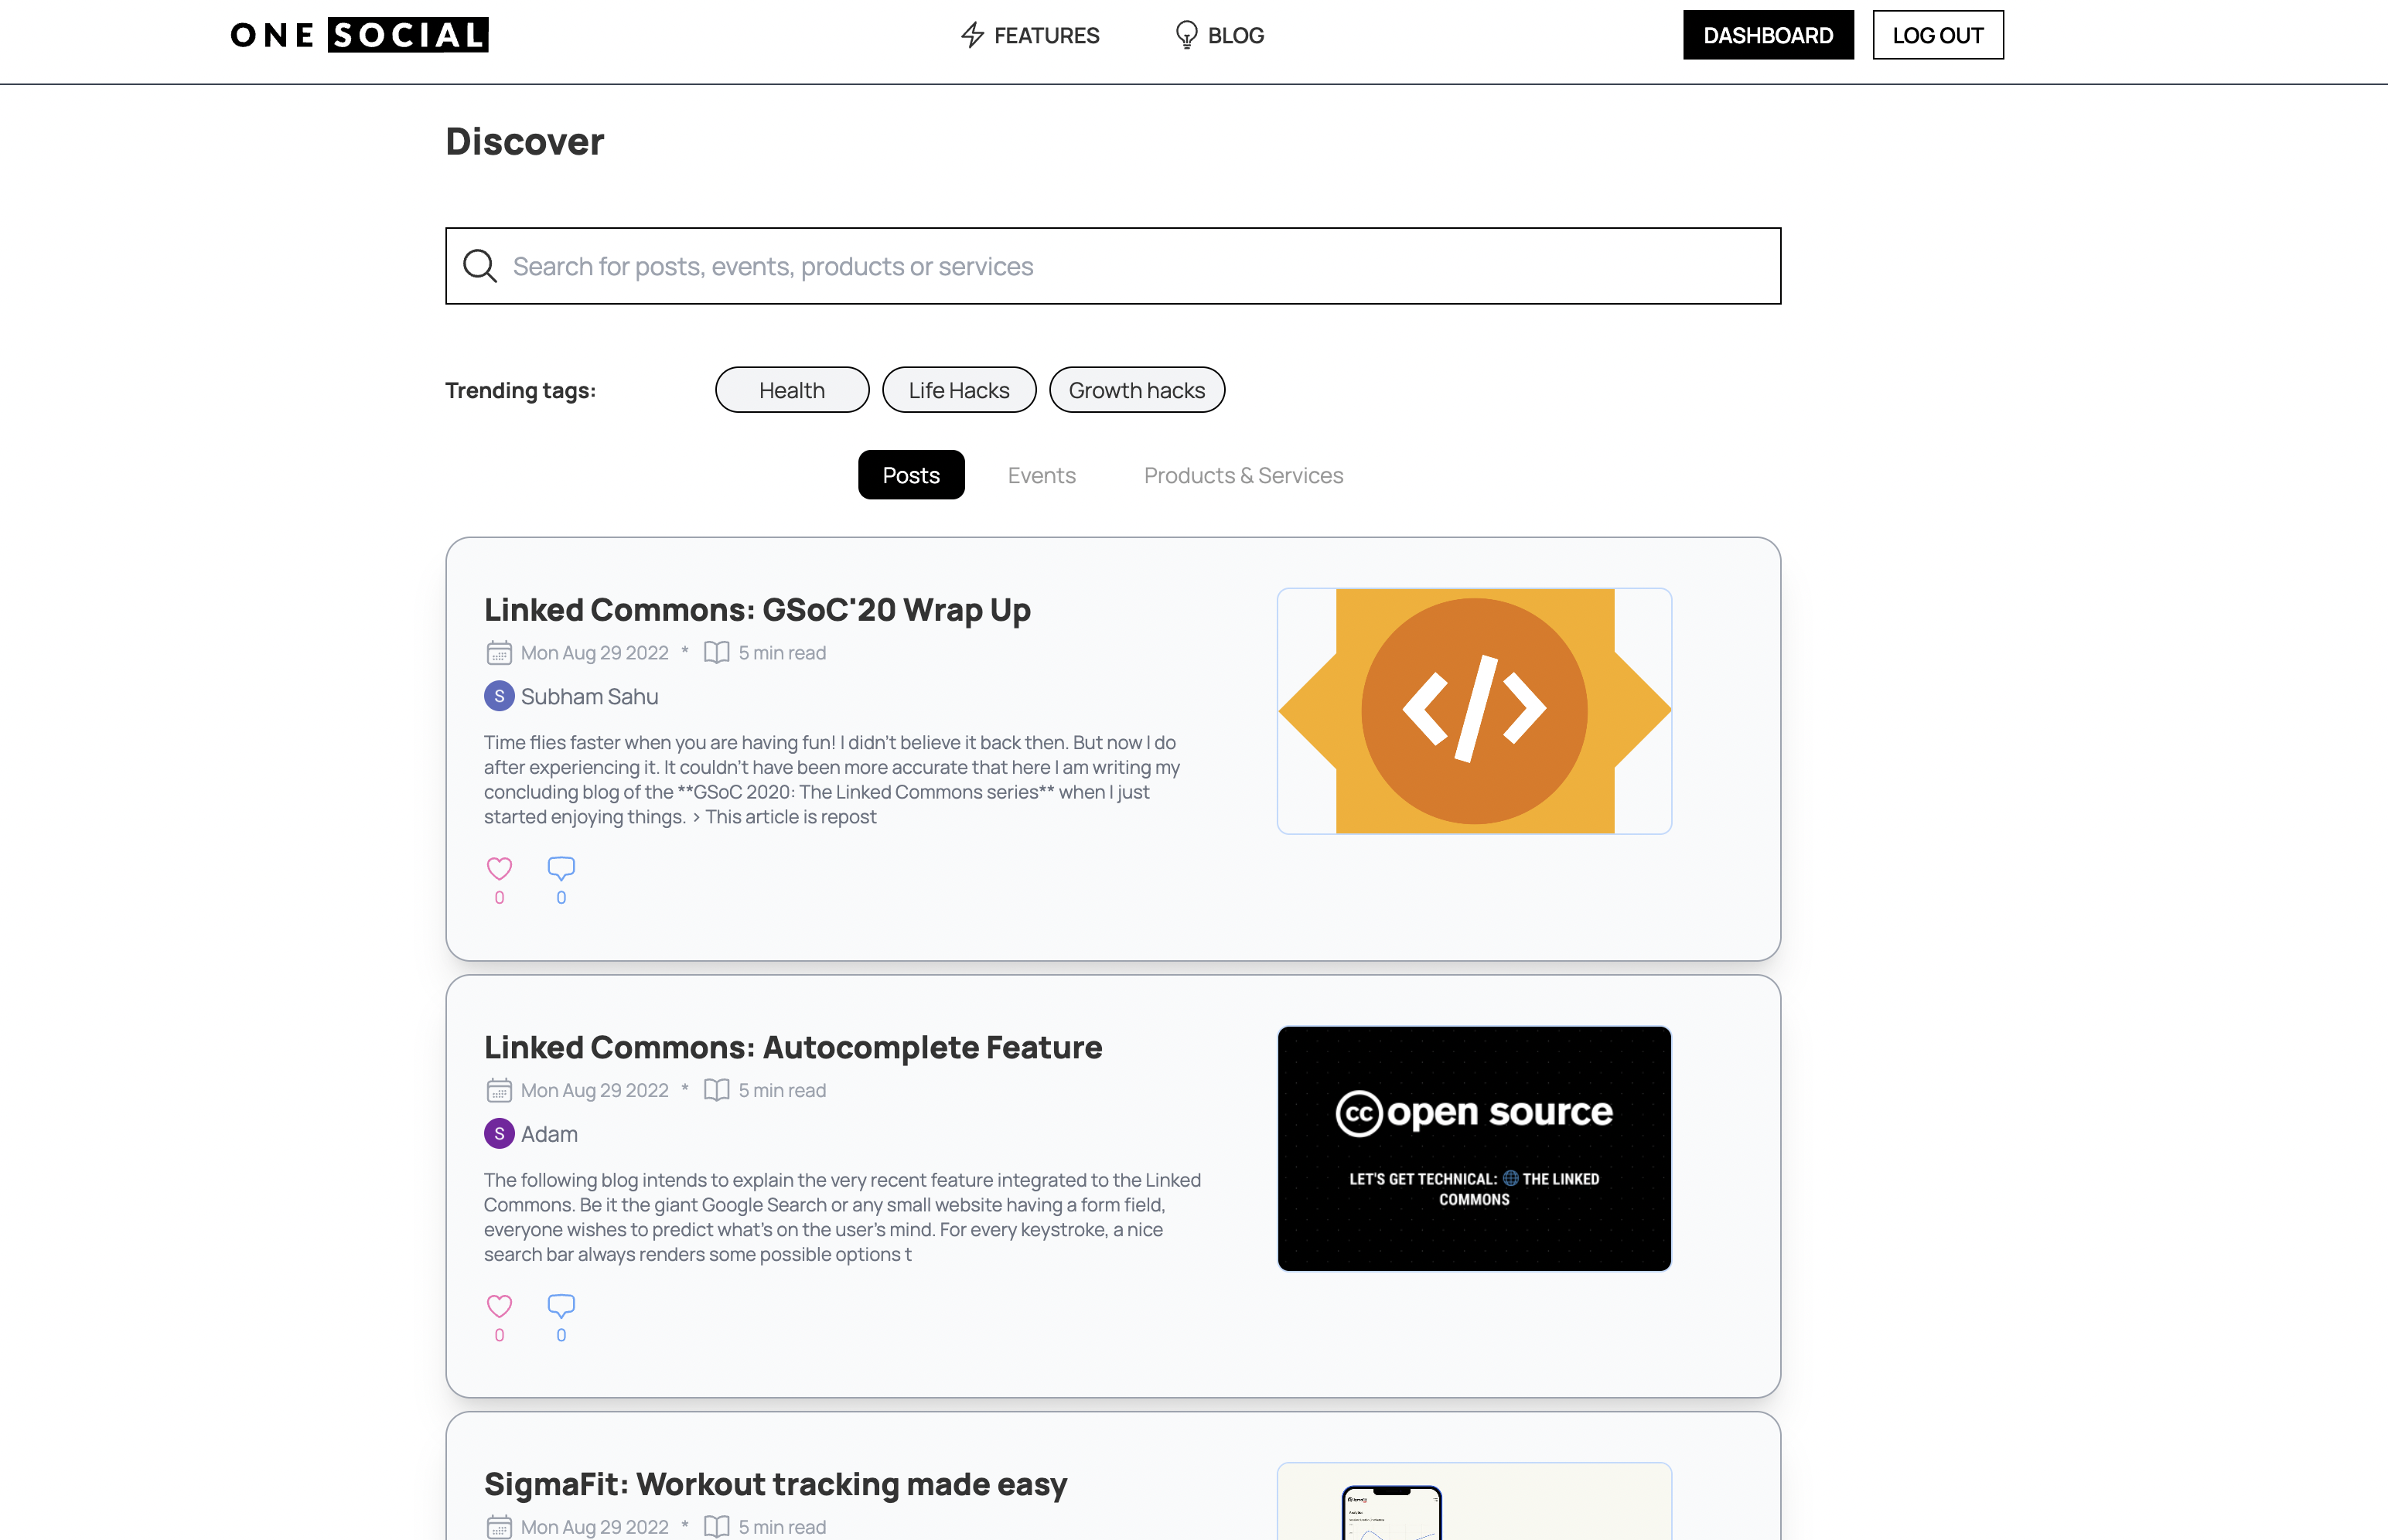 ONE SOCIAL
FEATURES
BLOG
DASHBOARD
LOG OUT
Discover
Search for posts, events, products or services
Trending tags:
Health
Life Hacks
Growth hacks
Posts
Events
Products & Services
Linked Commons: GSoC'20 Wrap Up
Mon Aug 29 2022 * 5 min read
S Subham Sahu
Time flies faster when you are having fun! I didn't believe it back then. But now I do
after experiencing it. It couldn't have been more accurate that here I am writing my
concluding blog of the **GSoC 2020: The Linked Commons series** when I just
started enjoying things. > This article is repost
0
0
</>
Linked Commons: Autocomplete Feature
Mon Aug 29 2022 * 5 min read
S Adam
The following blog intends to explain the very recent feature integrated to the Linked
Commons. Be it the giant Google Search or any small website having a form field,
everyone wishes to predict what's on the user's mind. For every keystroke, a nice
search bar always renders some possible options t
0
0
cc open source
LET'S GET TECHNICAL: 🌐 THE LINKED
COMMONS
SigmaFit: Workout tracking made easy
Mon Aug 29 2022 * 5 min read